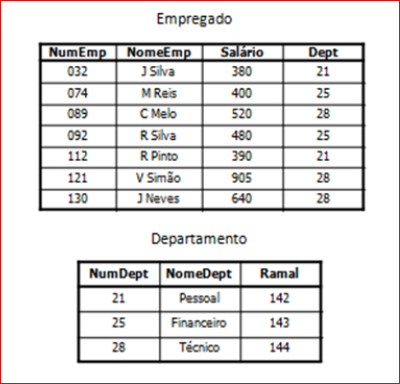 Empregado
NumEmp NomeEmp Salário Dept
032 J Silva 380 21
074 M Reis 400 25
089 C Melo 520 28
092 R Silva 480 25
112 R Pinto 390 21
121 V Simão 905 28
130 J Neves 640 28
Departamento
NumDept NomeDept Ramal
21 Pessoal 142
25 Financeiro 143
28 Técnico 144